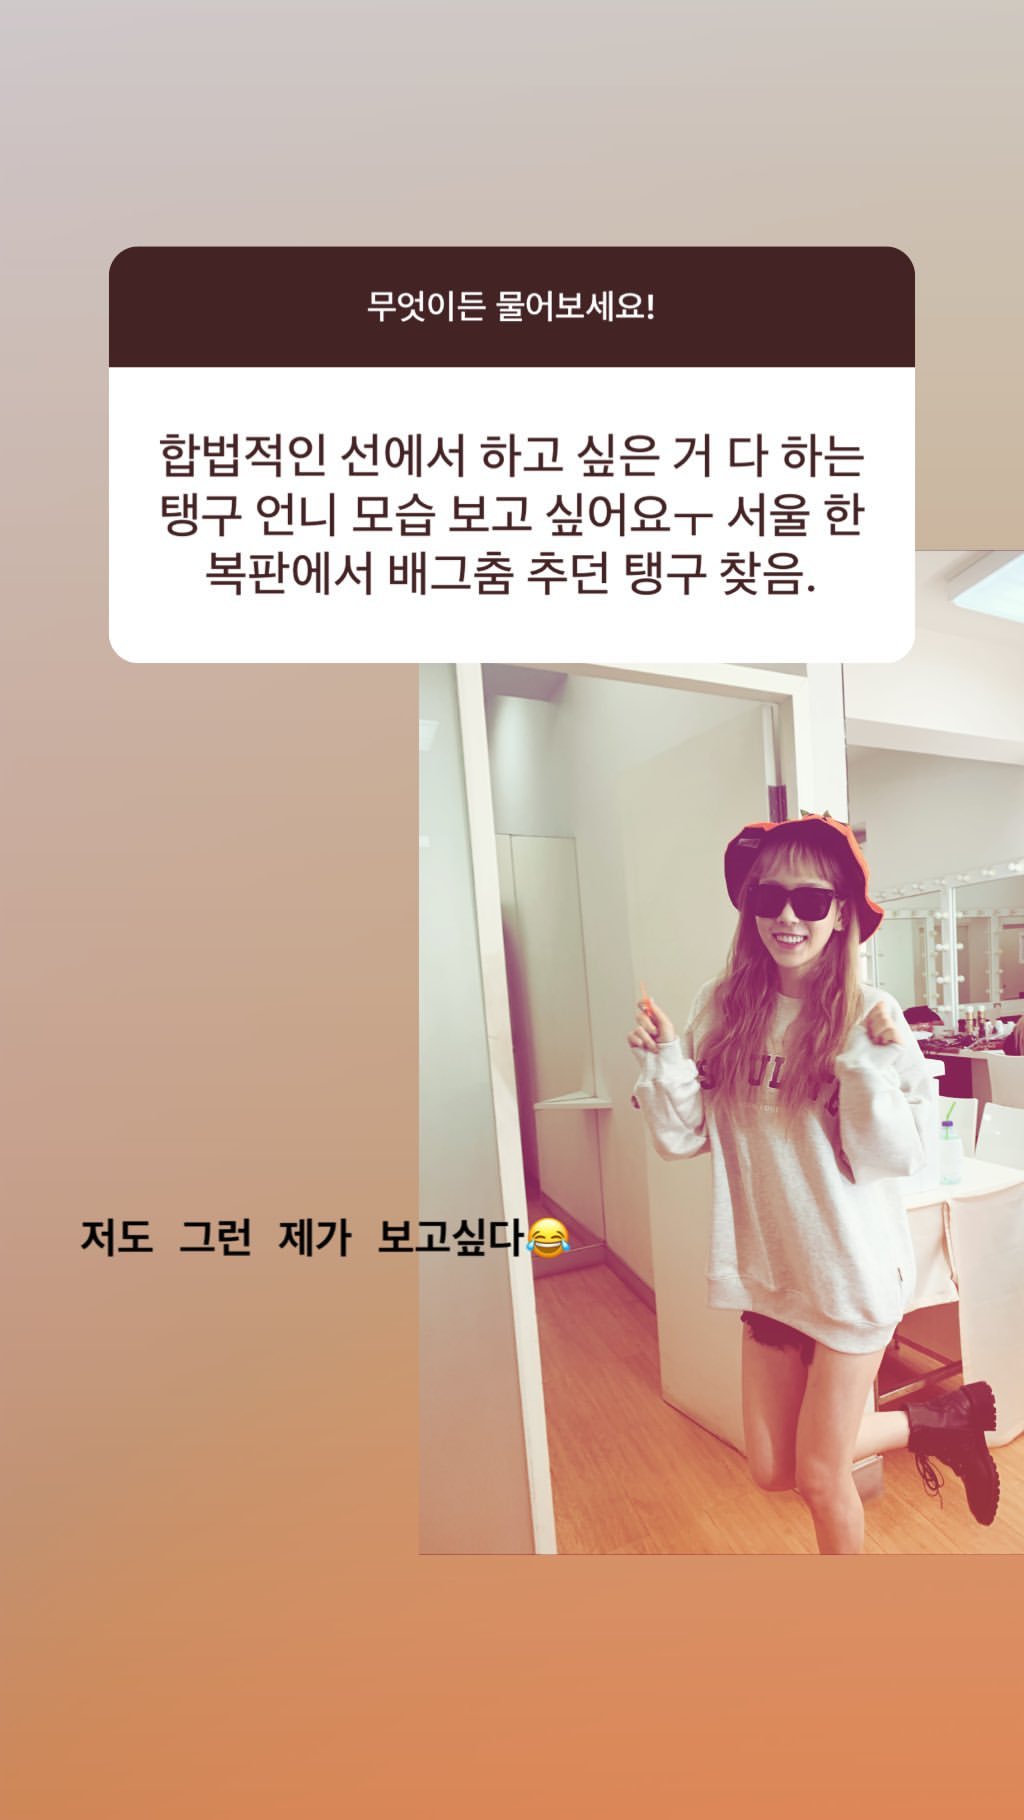 무엇이든 물어보세요!
합법적인 선에서 하고 싶은 거 다 하는
탱구 언니 모습 보고 싶어요ㅜ 서울 한
복판에서 배그춤 추던 탱구 찾음.
저도 그런 제가 보고싶다😂